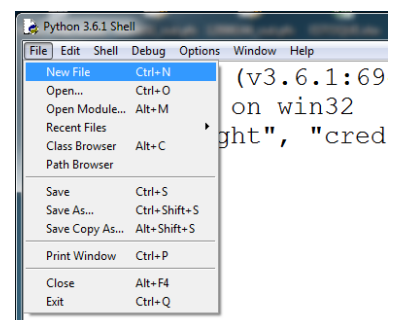 Python 3.6.1 Shell
File Edit Shell Debug Options Window Help
New File Ctrl+N (v3.6.1:69
Open... Ctrl+O
Open Module... Alt+M on win32
Recent Files
Class Browser Alt+C ght", "cred
Path Browser
Save Ctrl+S
Save As... Ctrl+Shift+S
Save Copy As... Alt+Shift+S
Print Window Ctrl+P
Close Alt+F4
Exit Ctrl+Q